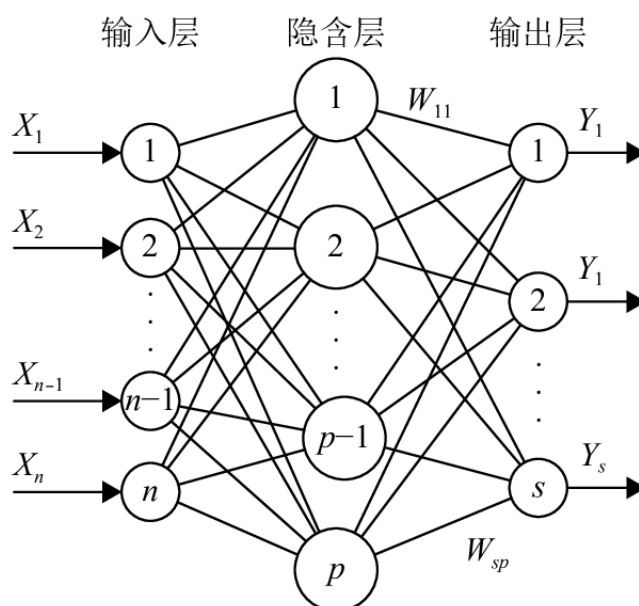 输入层 隐含层 输出层
1 W₁₁
X₁ 1 1 Y₁
X₂ 2 2 2 Y₁
Xₙ₋₁ n−1 p−1
Xₙ n s Yₛ
p Wₛₚ